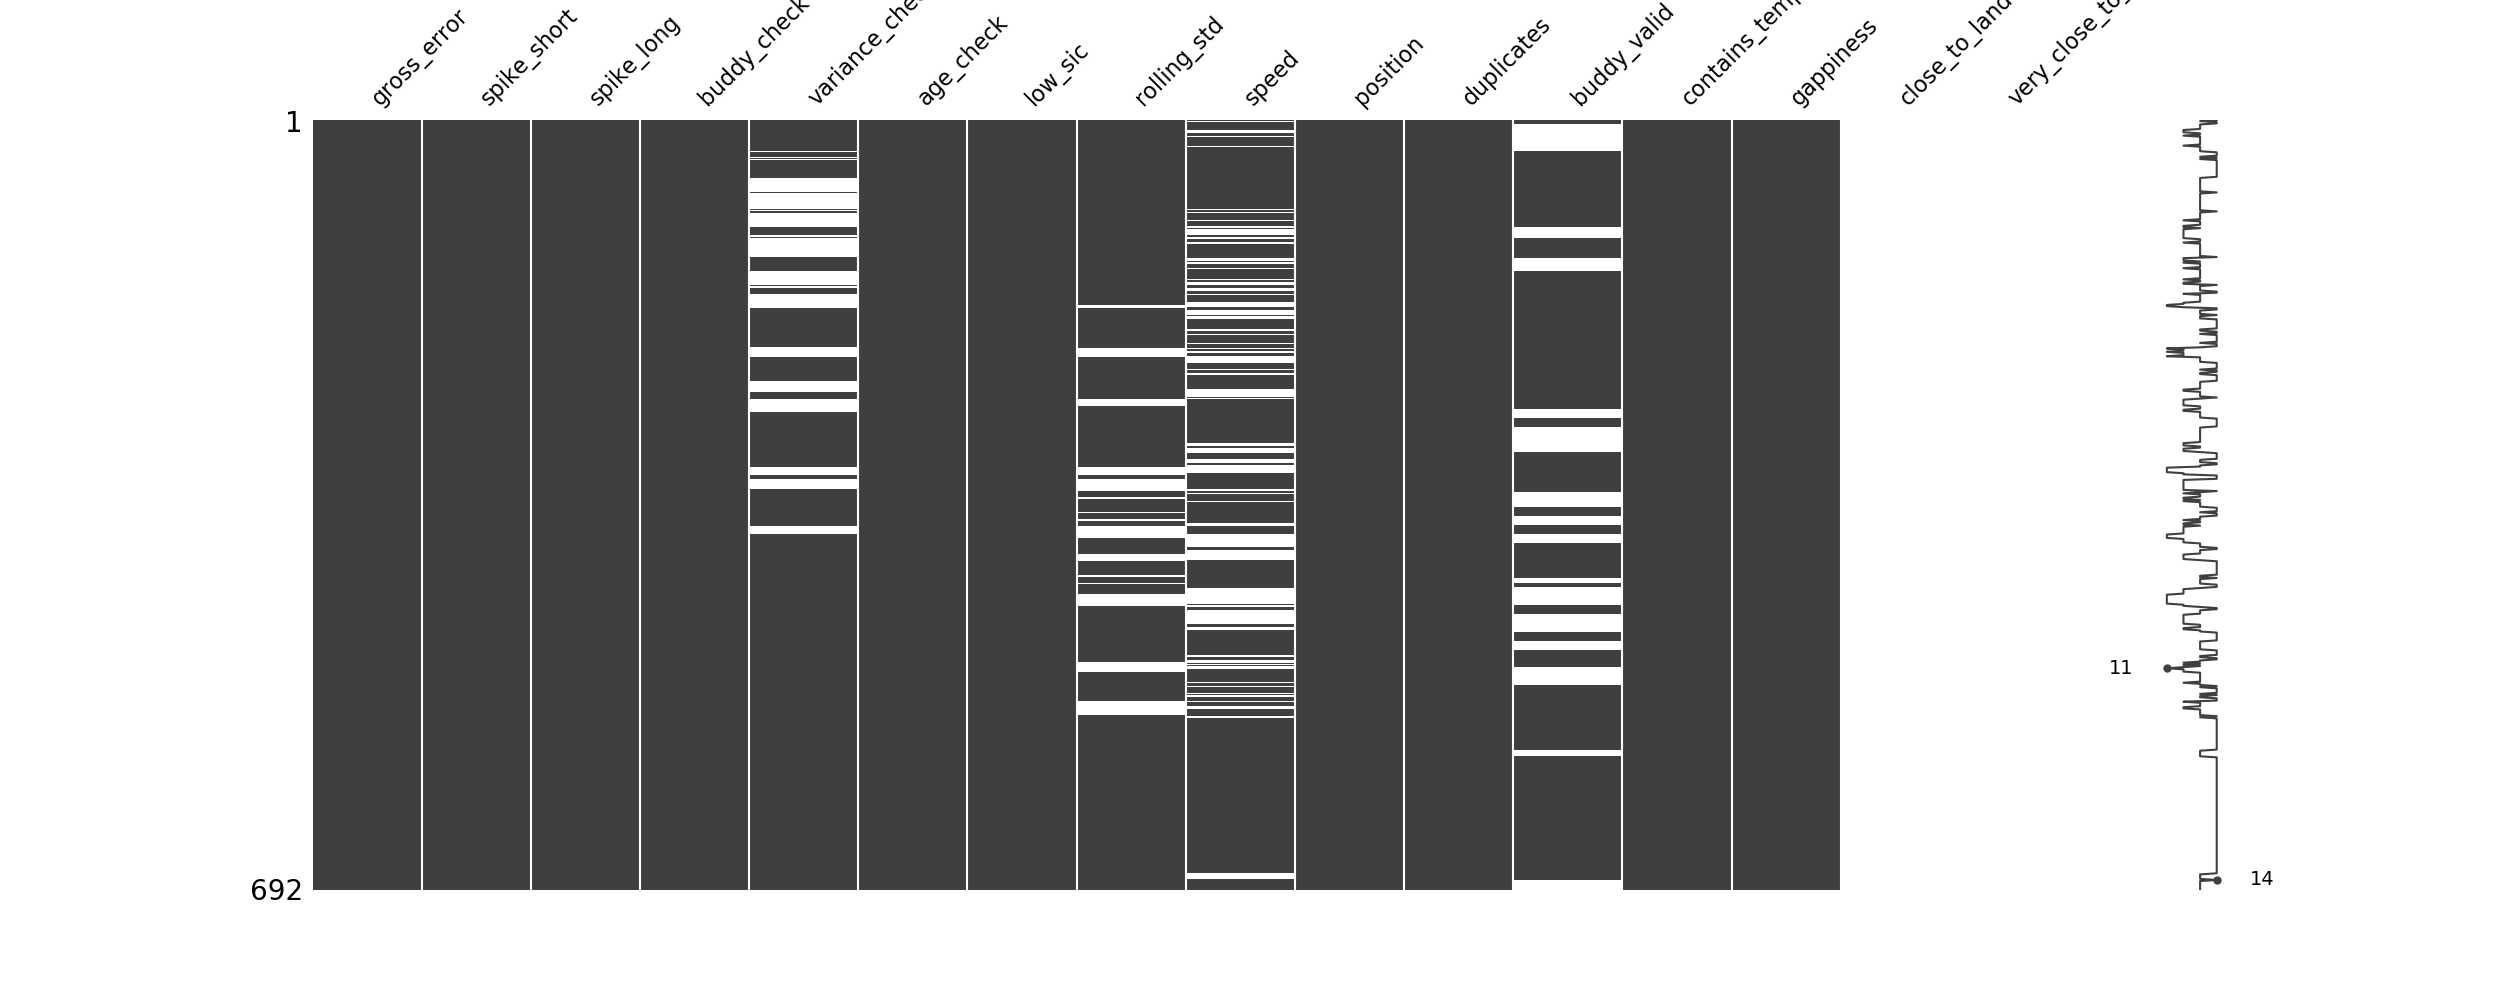 gross_error
spike_short
spike_long
buddy_check
variance_che
age_check
low_sic
rolling_std
speed
position
duplicates
buddy_valid
contains_temp
gappiness
close_to_land
very_close_to_
1
692
11
14